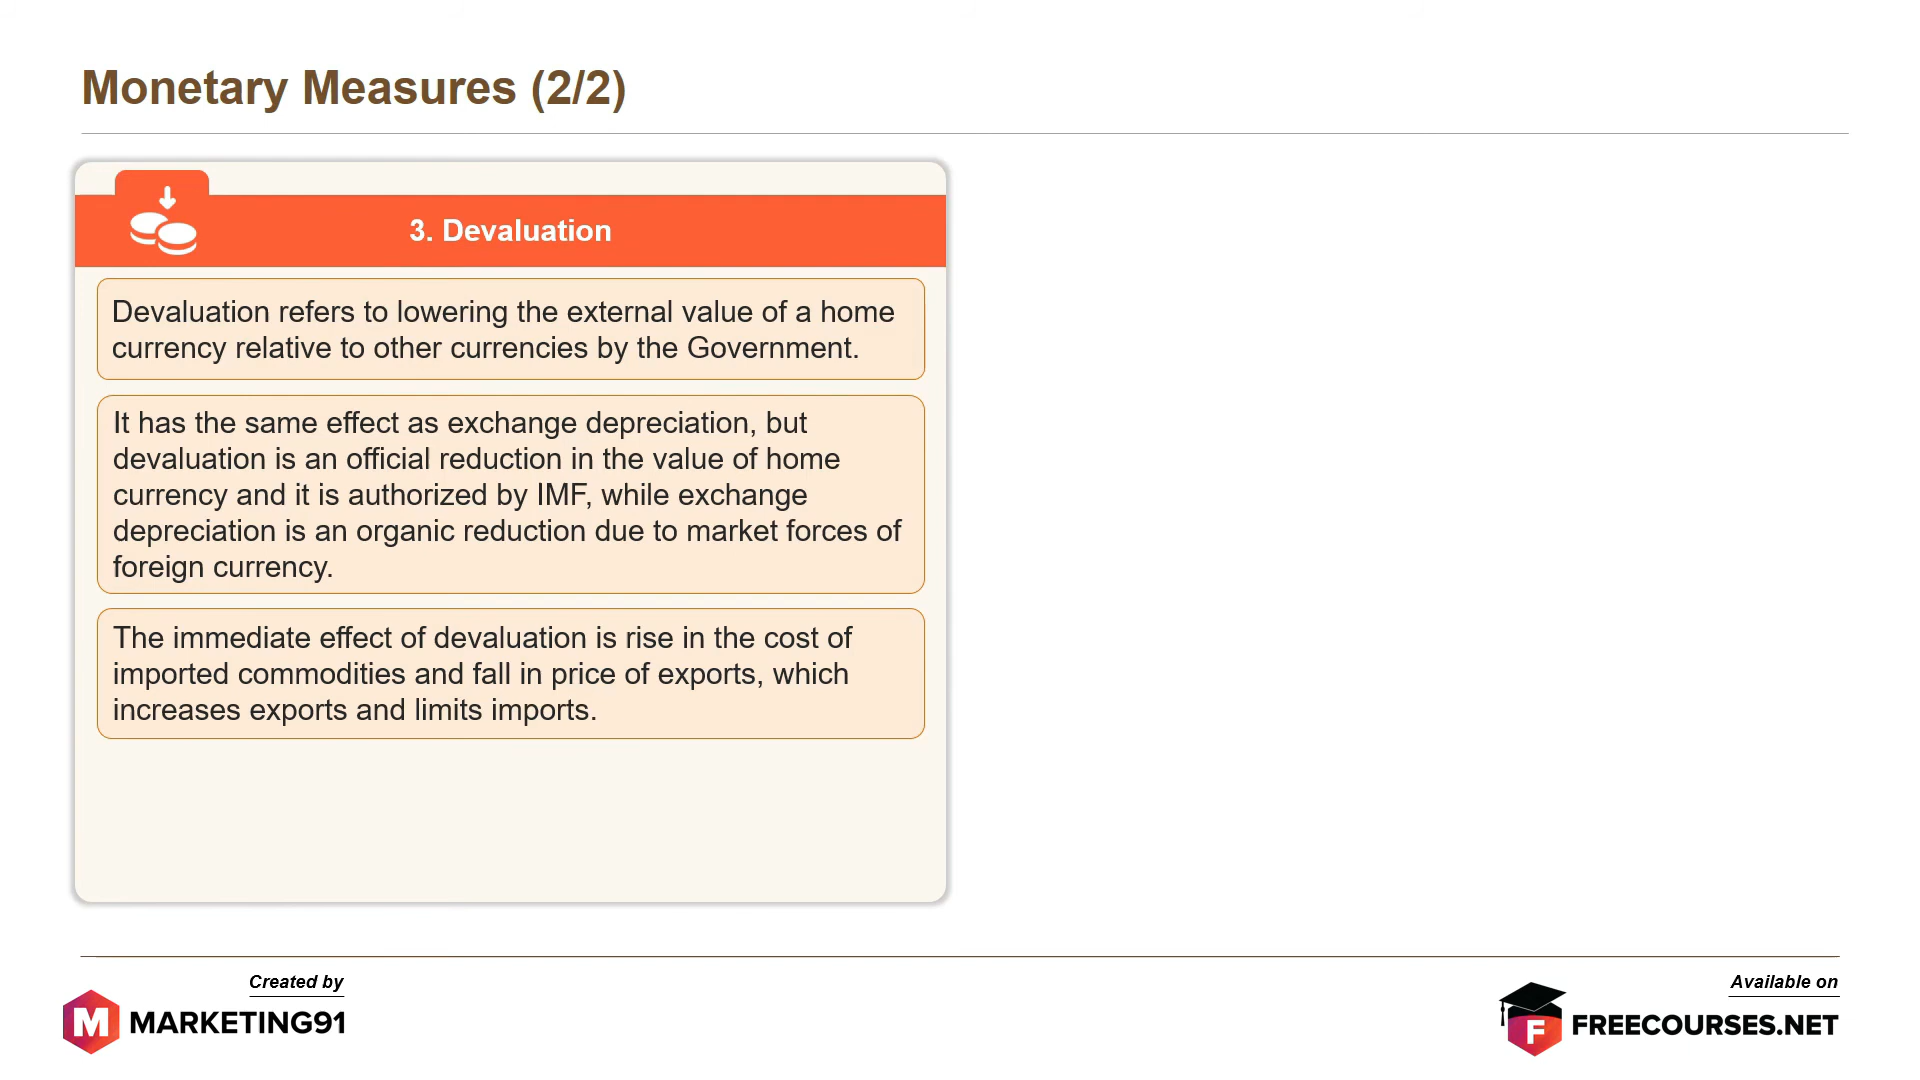 Monetary Measures (2/2)
3. Devaluation
Devaluation refers to lowering the external value of a home
currency relative to other currencies by the Government.
It has the same effect as exchange depreciation, but
devaluation is an official reduction in the value of home
currency and it is authorized by IMF, while exchange
depreciation is an organic reduction due to market forces of
foreign currency.
The immediate effect of devaluation is rise in the cost of
imported commodities and fall in price of exports, which
increases exports and limits imports.
Created by
M MARKETING91
Available on
F FREECOURSES.NET